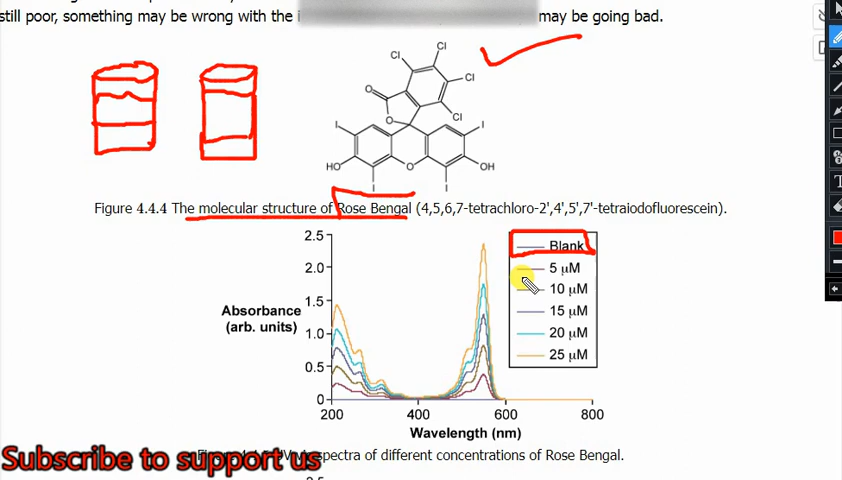 still poor, something may be wrong with the i may be going bad.
Cl
Cl
Cl
Cl
O
O
I
I
HO
O
OH
I
I
Figure 4.4.4 The molecular structure of Rose Bengal (4,5,6,7-tetrachloro-2',4',5',7'-tetraiodofluorescein).
2.5
2.0
1.5
1.0
0.5
0
Absorbance
(arb. units)
Blank
5 μM
10 μM
15 μM
20 μM
25 μM
200 400 600 800
Wavelength (nm)
spectra of different concentrations of Rose Bengal.
Subscribe to support us